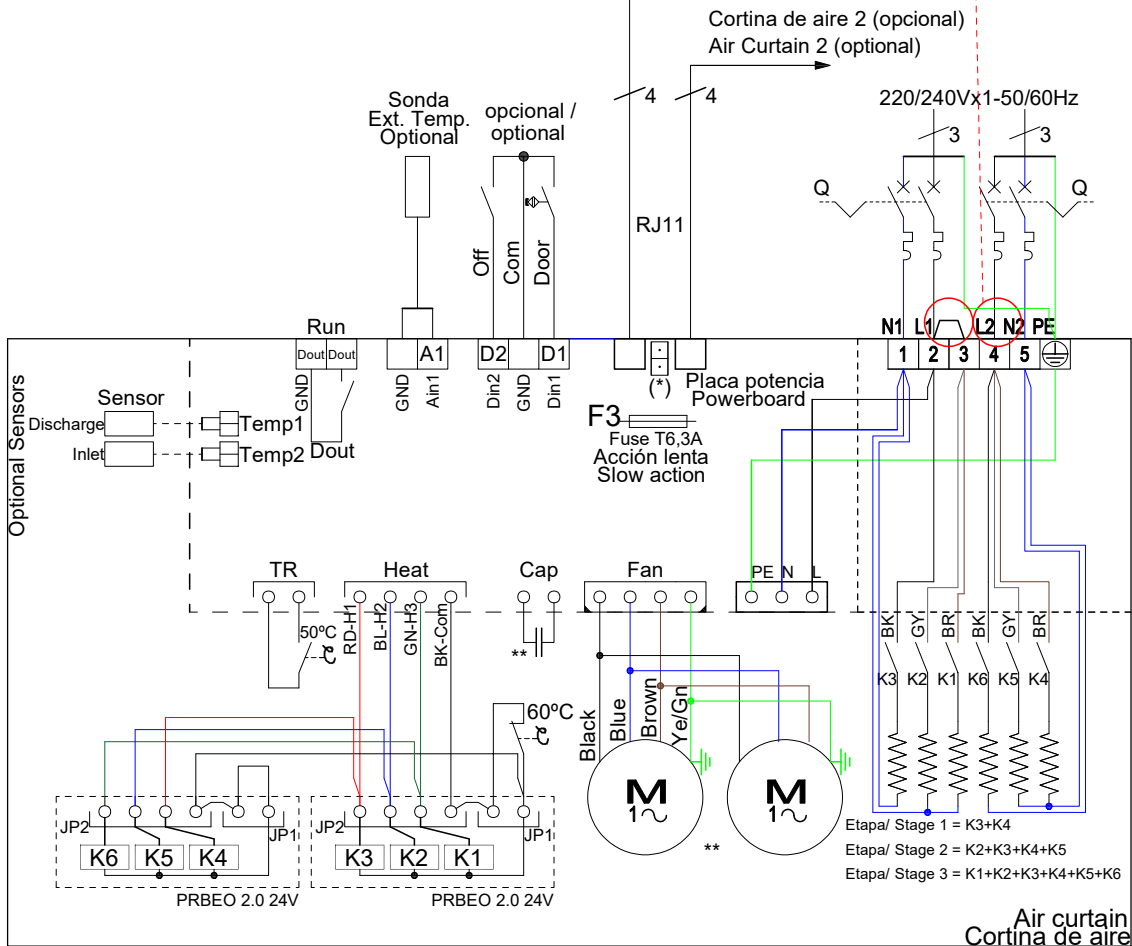 Cortina de aire 2 (opcional)
Air Curtain 2 (optional)
4
4
220/240Vx1-50/60Hz
3
3
Sonda
Ext. Temp.
Optional
opcional /
optional
Q
Q
RJ11
Off
Com
Door
N1 L1 L2 N2 PE
1 2 3 4 5
Run
Dout Dout
GND
Dout
A1
GND
Ain1
D2 D1
Din2
GND
Din1
(*)
Placa potencia
Powerboard
F3
Fuse T6,3A
Acción lenta
Slow action
Optional Sensors
Sensor
Discharge
Temp1
Inlet
Temp2
TR
Heat
Cap
Fan
PE N L
50ºC
RD-H1
BL-H2
GN-H3
BK-Com
**
60ºC
Black
Blue
Brown
Ye/Gn
M
1
M
1
**
BK
GY
BR
BK
GY
BR
K3 K2 K1 K6 K5 K4
JP2
JP1
K6 K5 K4
PRBEO 2.0 24V
JP2
JP1
K3 K2 K1
PRBEO 2.0 24V
Etapa/ Stage 1 = K3+K4
Etapa/ Stage 2 = K2+K3+K4+K5
Etapa/ Stage 3 = K1+K2+K3+K4+K5+K6
Air curtain
Cortina de aire